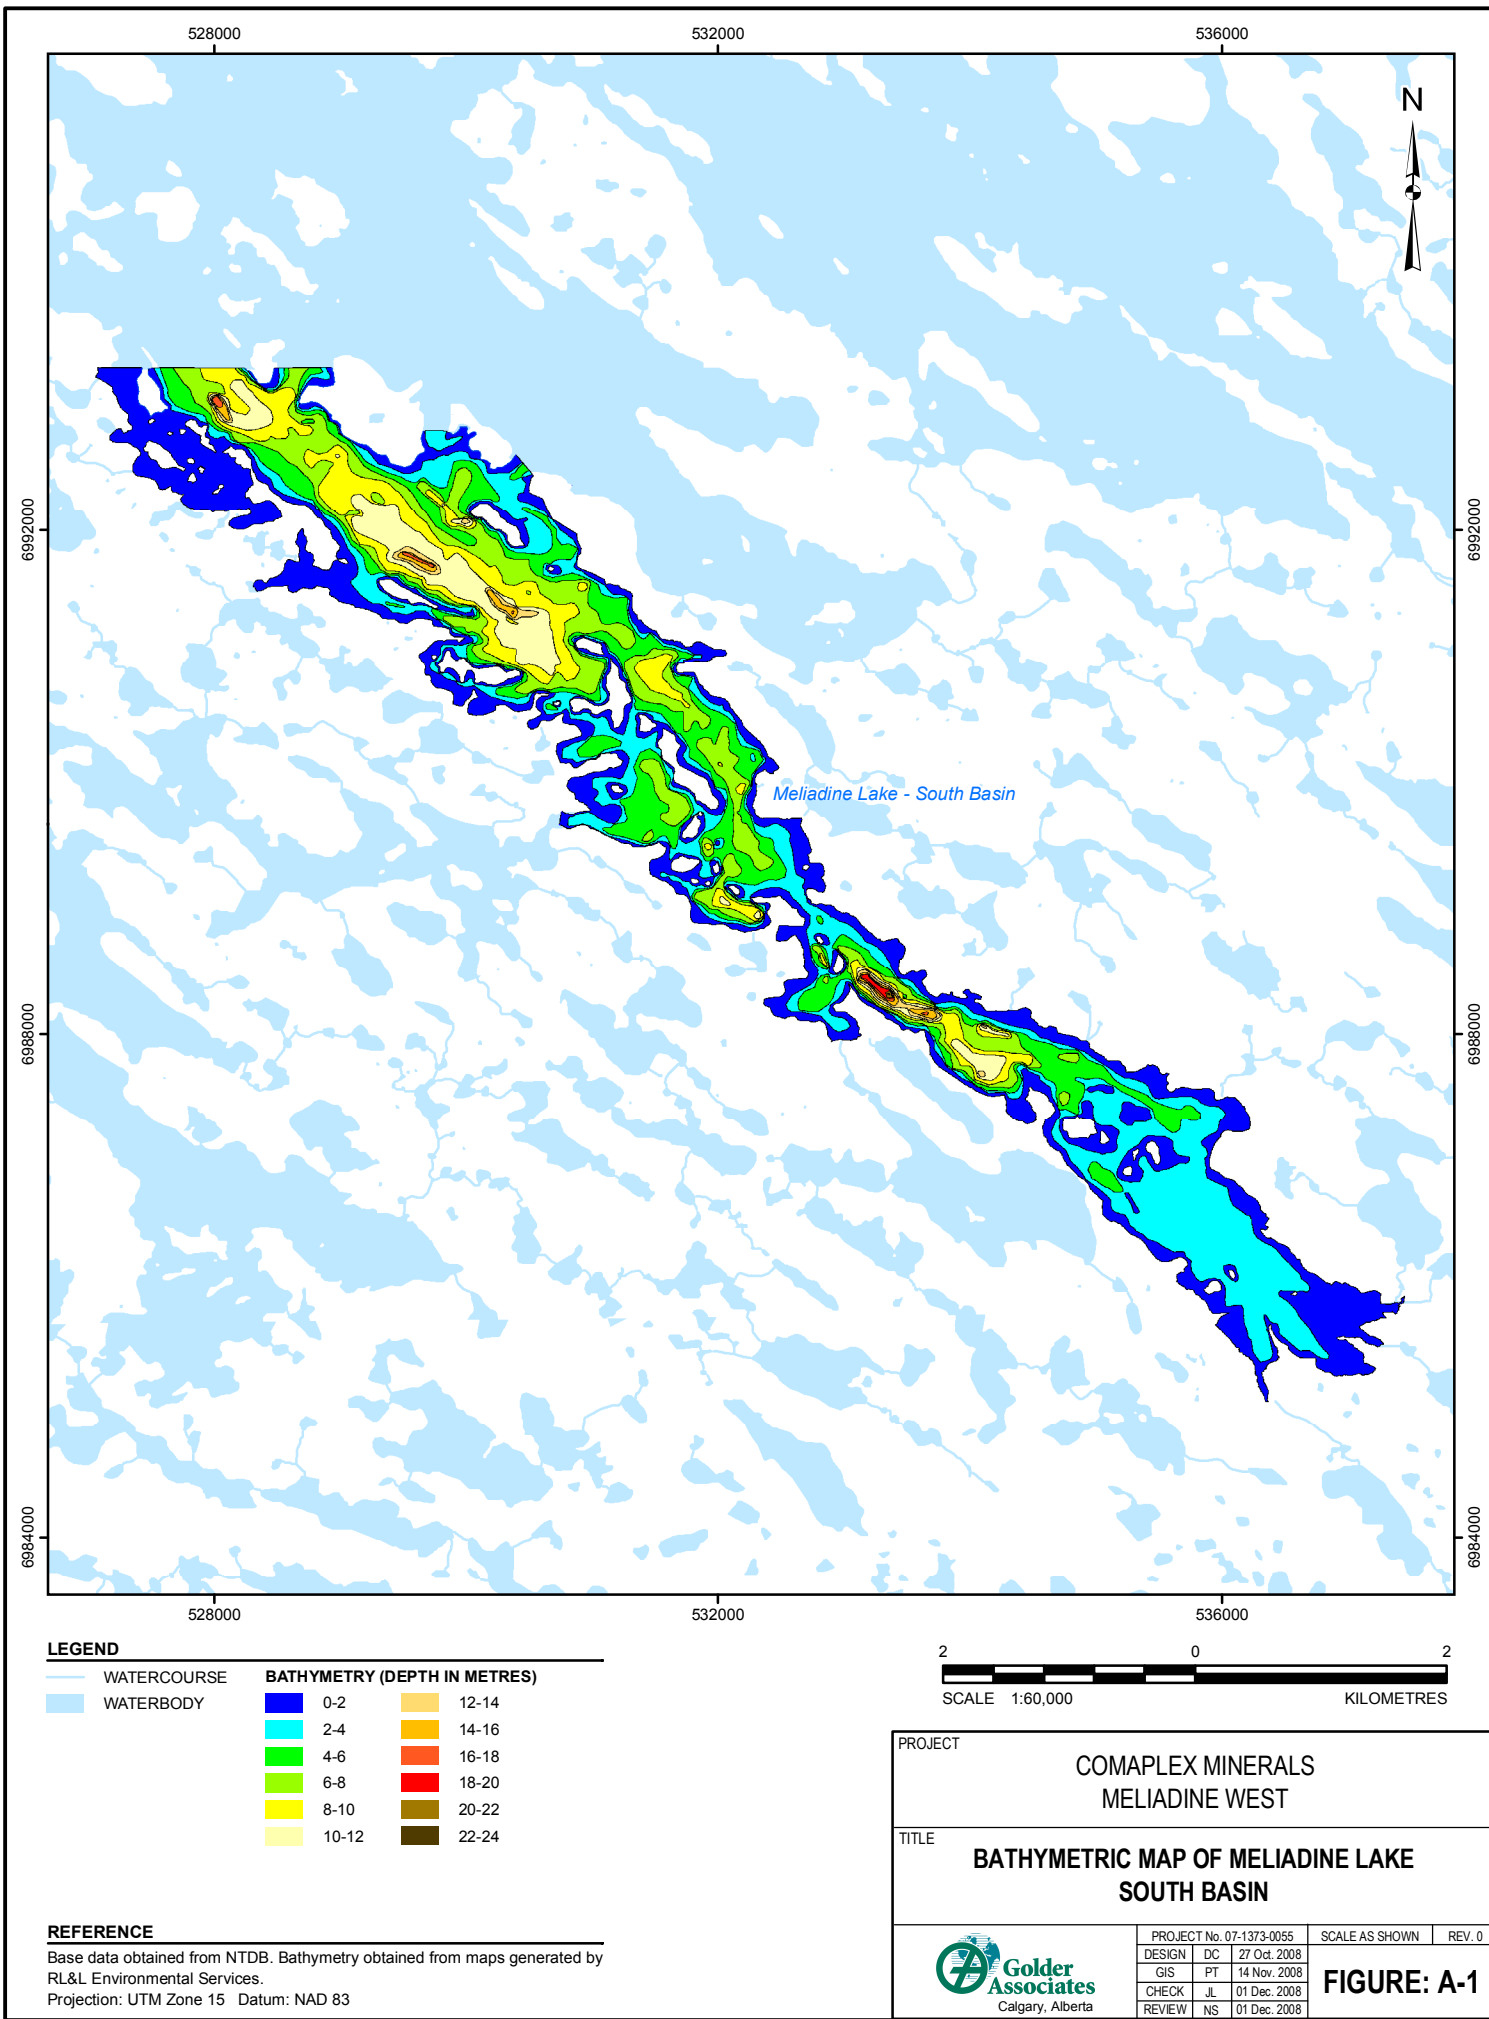 528000
532000
536000
N
6992000
6992000
Meliadine Lake - South Basin
6988000
6988000
6984000
6984000
528000
532000
536000
LEGEND
WATERCOURSE
WATERBODY
BATHYMETRY (DEPTH IN METRES)
0-2
2-4
4-6
6-8
8-10
10-12
12-14
14-16
16-18
18-20
20-22
22-24
2 0 2
SCALE 1:60,000 KILOMETRES
REFERENCE
Base data obtained from NTDB. Bathymetry obtained from maps generated by
RL&L Environmental Services.
Projection: UTM Zone 15 Datum: NAD 83
PROJECT
COMAPLEX MINERALS
MELIADINE WEST
TITLE
BATHYMETRIC MAP OF MELIADINE LAKE
SOUTH BASIN
Golder
Associates
Calgary, Alberta
PROJECT No. 07-1373-0055 SCALE AS SHOWN REV. 0
DESIGN DC 27 Oct. 2008
GIS PT 14 Nov. 2008
CHECK JL 01 Dec. 2008
REVIEW NS 01 Dec. 2008
FIGURE: A-1